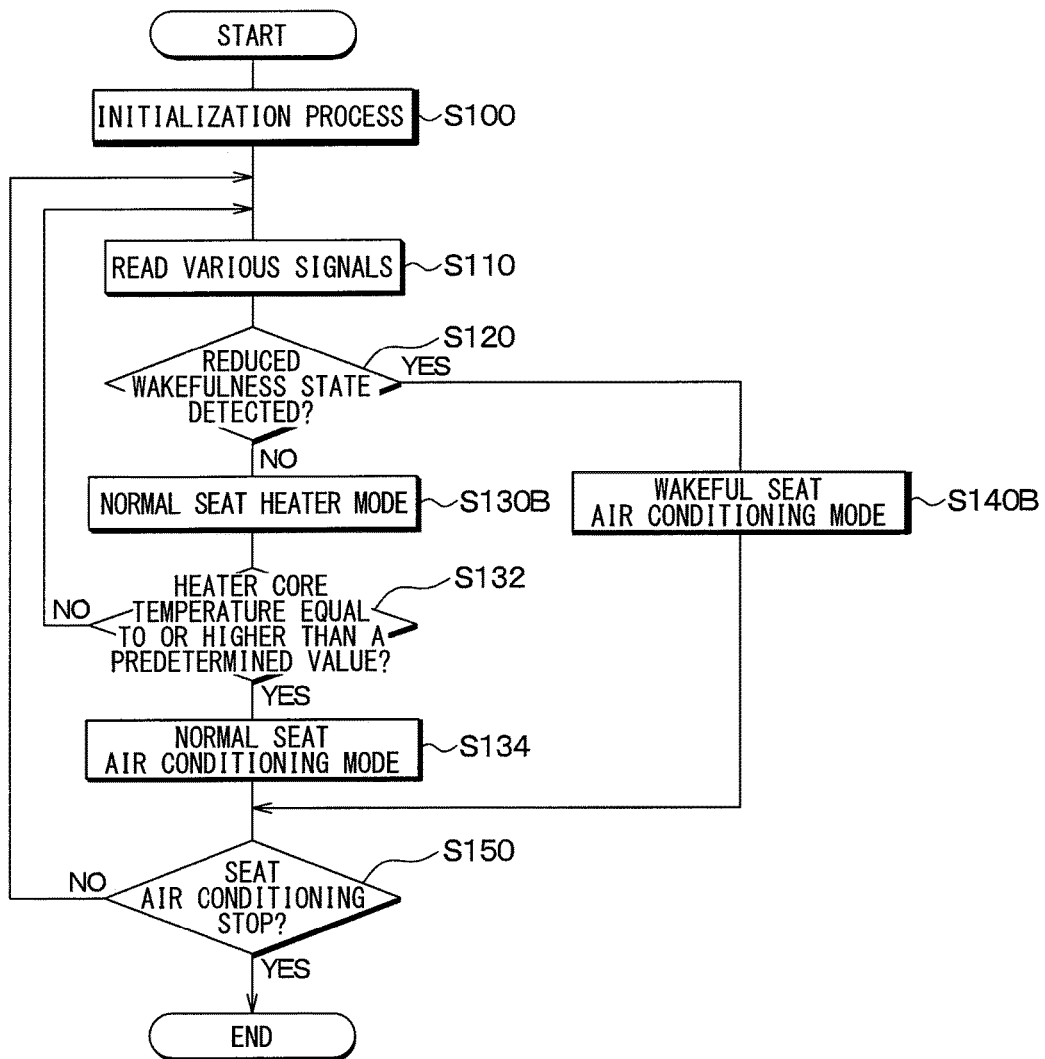 START
INITIALIZATION PROCESS
S100
READ VARIOUS SIGNALS
S110
S120
REDUCED
WAKEFULNESS STATE
DETECTED?
YES
NO
NORMAL SEAT HEATER MODE
S130B
WAKEFUL SEAT
AIR CONDITIONING MODE
S140B
S132
HEATER CORE
TEMPERATURE EQUAL
TO OR HIGHER THAN A
PREDETERMINED VALUE?
NO
YES
NORMAL SEAT
AIR CONDITIONING MODE
S134
S150
SEAT
AIR CONDITIONING
STOP?
NO
YES
END